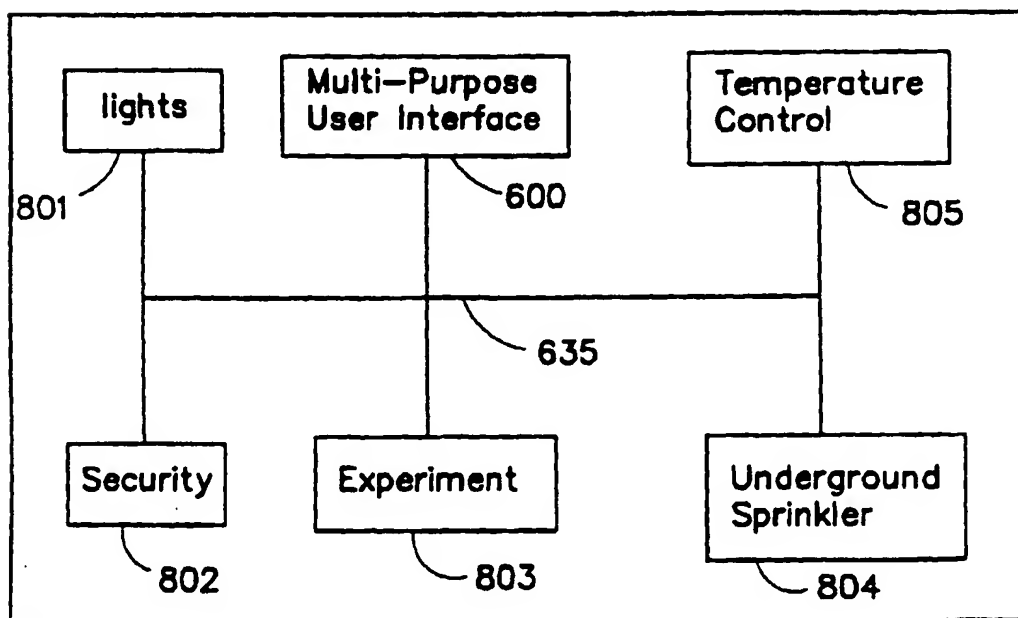 lights
Multi-Purpose
User Interface
Temperature
Control
801
600
805
635
Security
Experiment
Underground
Sprinkler
802
803
804